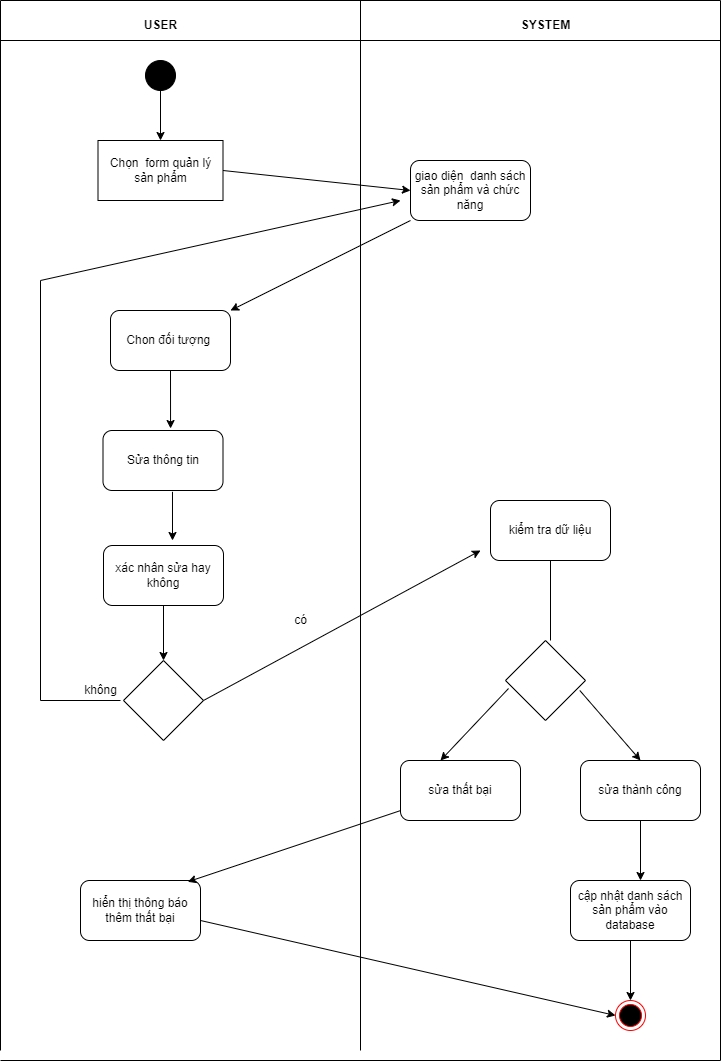 USER
SYSTEM
Chọn form quản lý
sản phẩm
giao diện danh sách
sản phẩm và chức
năng
Chon đối tượng
Sửa thông tin
kiểm tra dữ liệu
xác nhân sửa hay
không
có
không
sửa thất bại
sửa thành công
hiển thị thông báo
thêm thất bại
cập nhật danh sách
sản phẩm vào
database